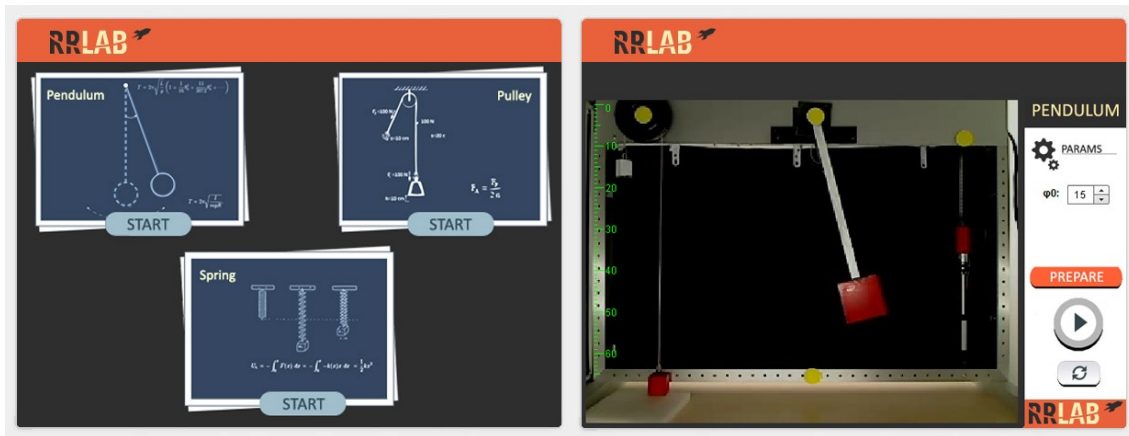 RRLAB
Pendulum
START
Pulley
100 N
START
Spring
START
RRLAB
0
10
20
30
40
50
60
PENDULUM
PARAMS
φ0: 15
PREPARE
RRLAB